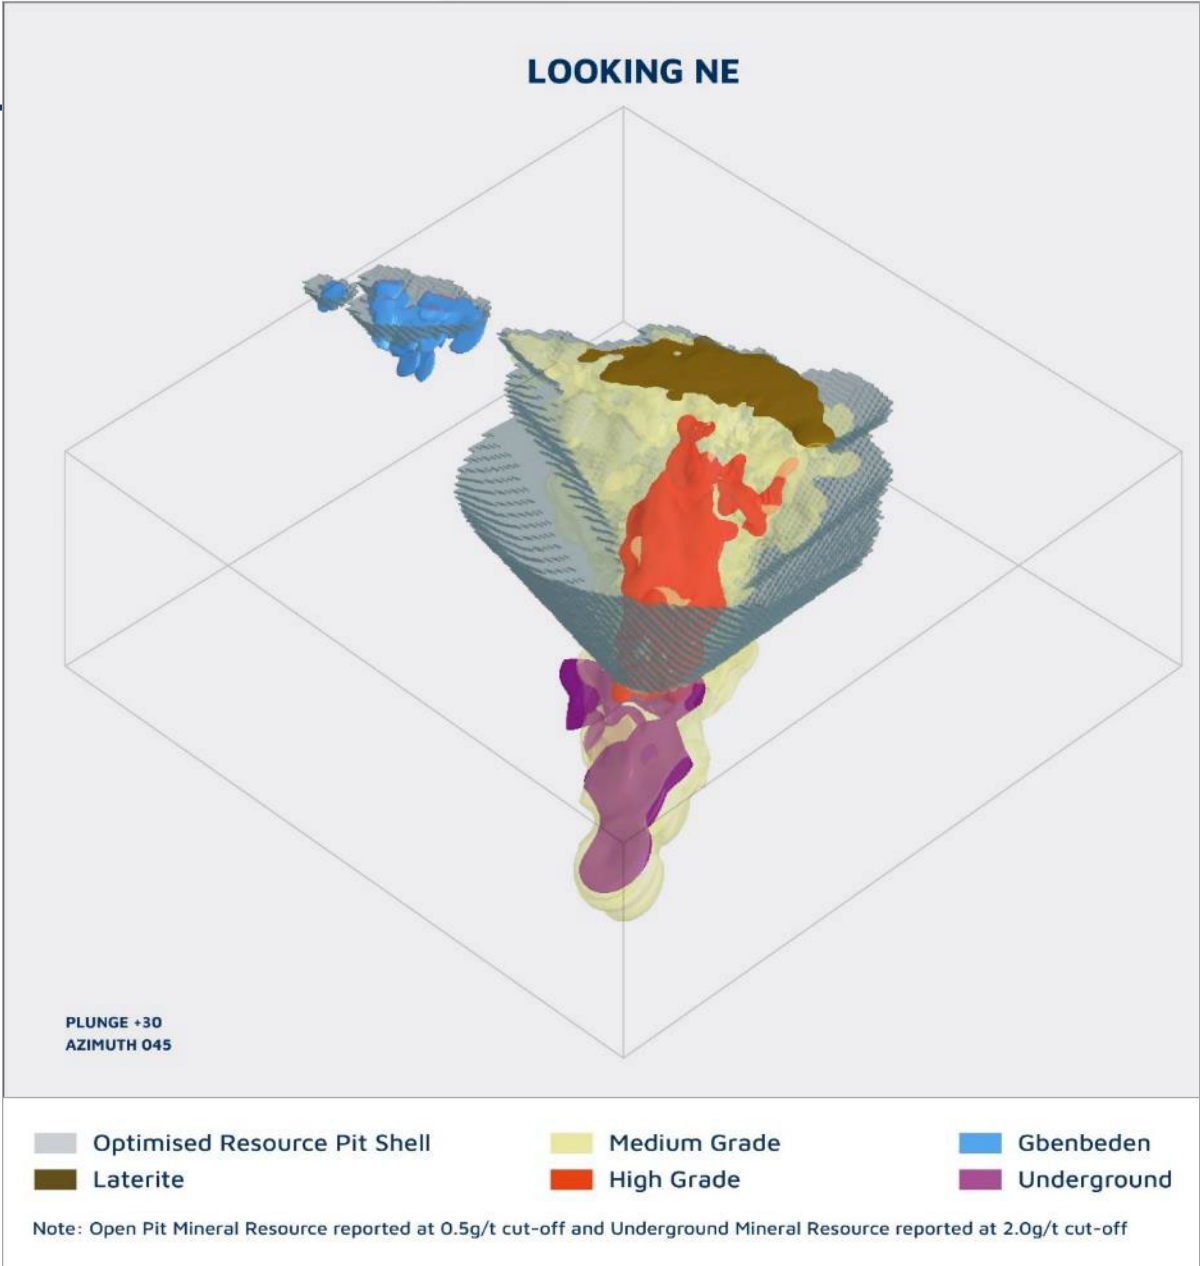 LOOKING NE
PLUNGE +30
AZIMUTH 045
Optimised Resource Pit Shell
Medium Grade
Gbenbeden
Laterite
High Grade
Underground
Note: Open Pit Mineral Resource reported at 0.5g/t cut-off and Underground Mineral Resource reported at 2.0g/t cut-off